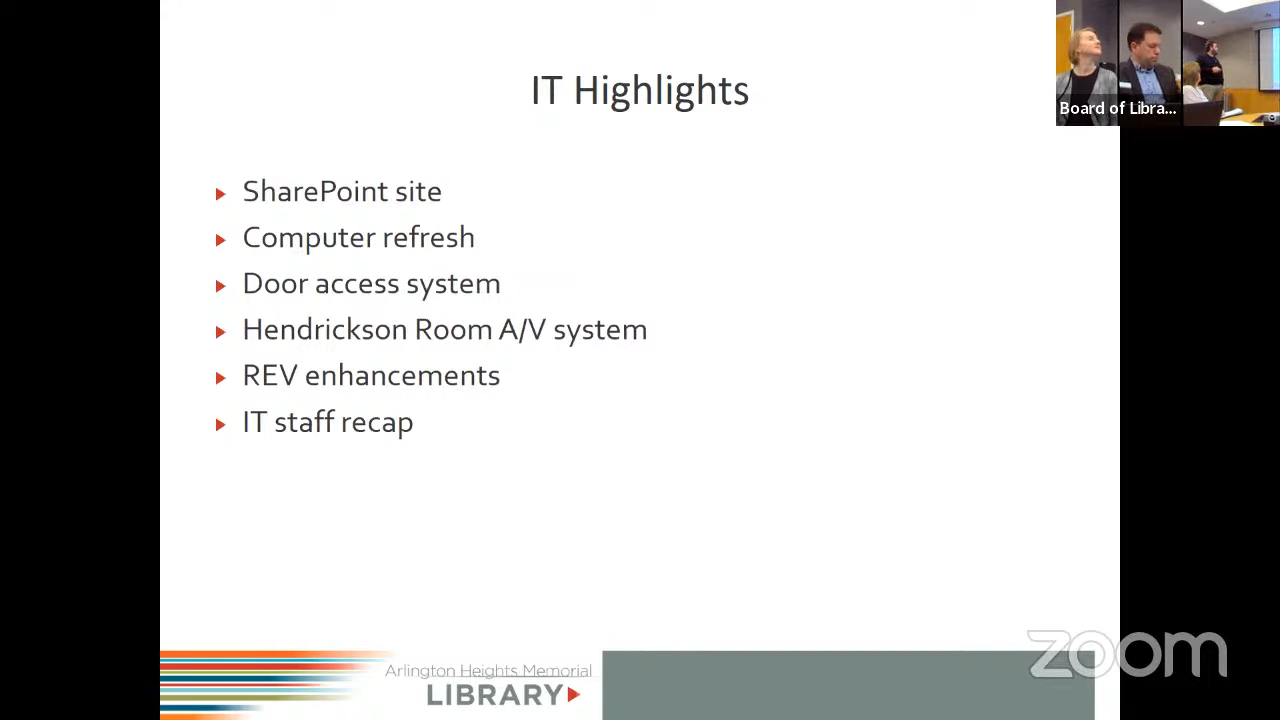 IT Highlights
Board of Libra...
SharePoint site
Computer refresh
Door access system
Hendrickson Room A/V system
REV enhancements
IT staff recap
Arlington Heights Memorial
LIBRARY
zoom